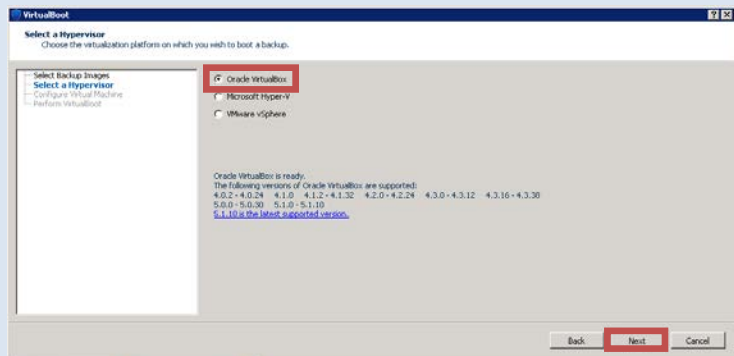 VirtualBoot
Select a Hypervisor
Choose the virtualization platform on which you wish to boot a backup.
Select Backup Images
Select a Hypervisor
Configure Virtual Machine
Perform VirtualBoot
Oracle VirtualBox
Microsoft Hyper-V
VMware vSphere
Oracle VirtualBox is ready.
The following versions of Oracle VirtualBox are supported:
4.0.2 - 4.0.24 4.1.0 4.1.2 - 4.1.32 4.2.0 - 4.2.24 4.3.0 - 4.3.12 4.3.16 - 4.3.30
5.0.0 - 5.0.30 5.1.0 - 5.1.10
5.1.10 is the latest supported version.
Back Next Cancel